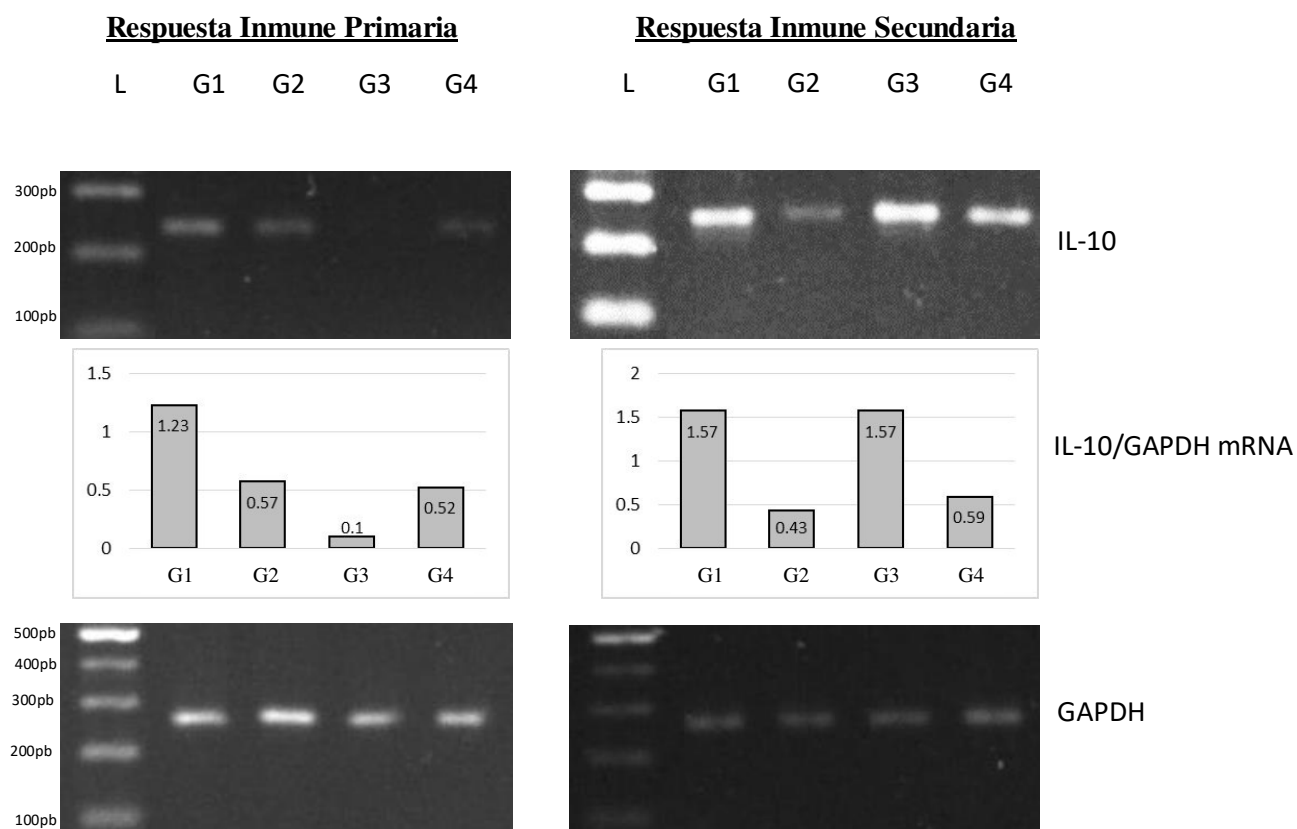 Respuesta Inmune Primaria
Respuesta Inmune Secundaria
L G1 G2 G3 G4
L G1 G2 G3 G4
300pb
200pb
100pb
IL-10
1.5
1
0.5
0
1.23
0.57
0.1
0.52
G1 G2 G3 G4
2
1.5
1
0.5
0
1.57
0.43
1.57
0.59
G1 G2 G3 G4
IL-10/GAPDH mRNA
500pb
400pb
300pb
200pb
100pb
GAPDH